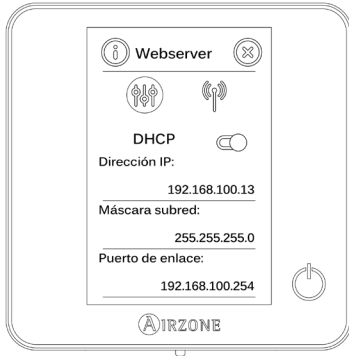 i Webserver
DHCP
Dirección IP:
192.168.100.13
Máscara subred:
255.255.255.0
Puerto de enlace:
192.168.100.254
AIRZONE